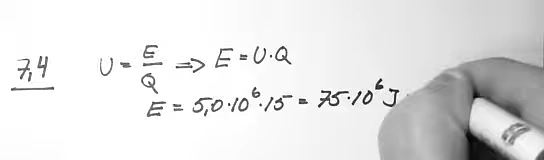 7,4 U = E/Q => E = U·Q
E = 5,0·10⁶·15 = 75·10⁶ J